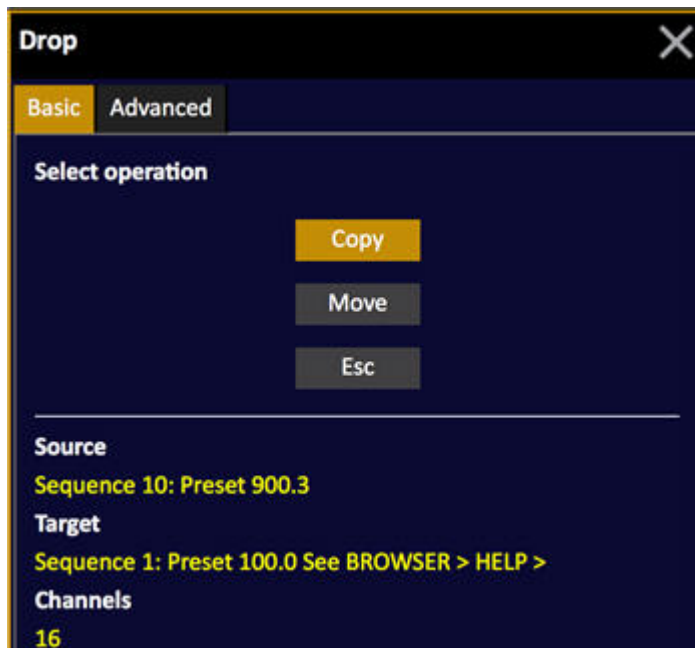 Drop
Basic Advanced
Select operation
Copy
Move
Esc
Source
Sequence 10: Preset 900.3
Target
Sequence 1: Preset 100.0 See BROWSER > HELP >
Channels
16